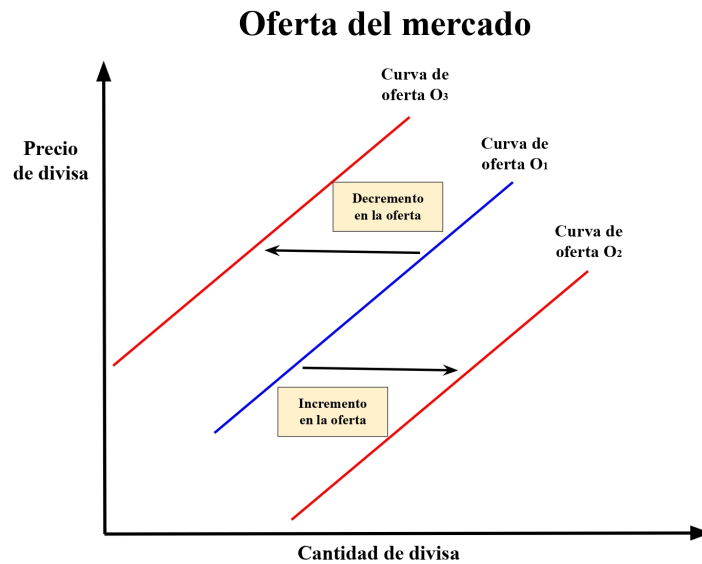 Oferta del mercado
Curva de
oferta O3
Precio
de divisa
Curva de
oferta O1
Decremento
en la oferta
Curva de
oferta O2
Incremento
en la oferta
Cantidad de divisa